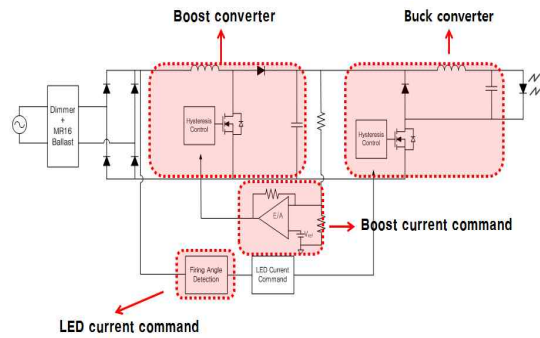 Boost converter
Buck converter
Dimmer
+
MR16
Ballast
Hysteresis
Control
Hysteresis
Control
E/A
Vref
Boost current command
Firing Angle
Detection
LED Current
Command
LED current command